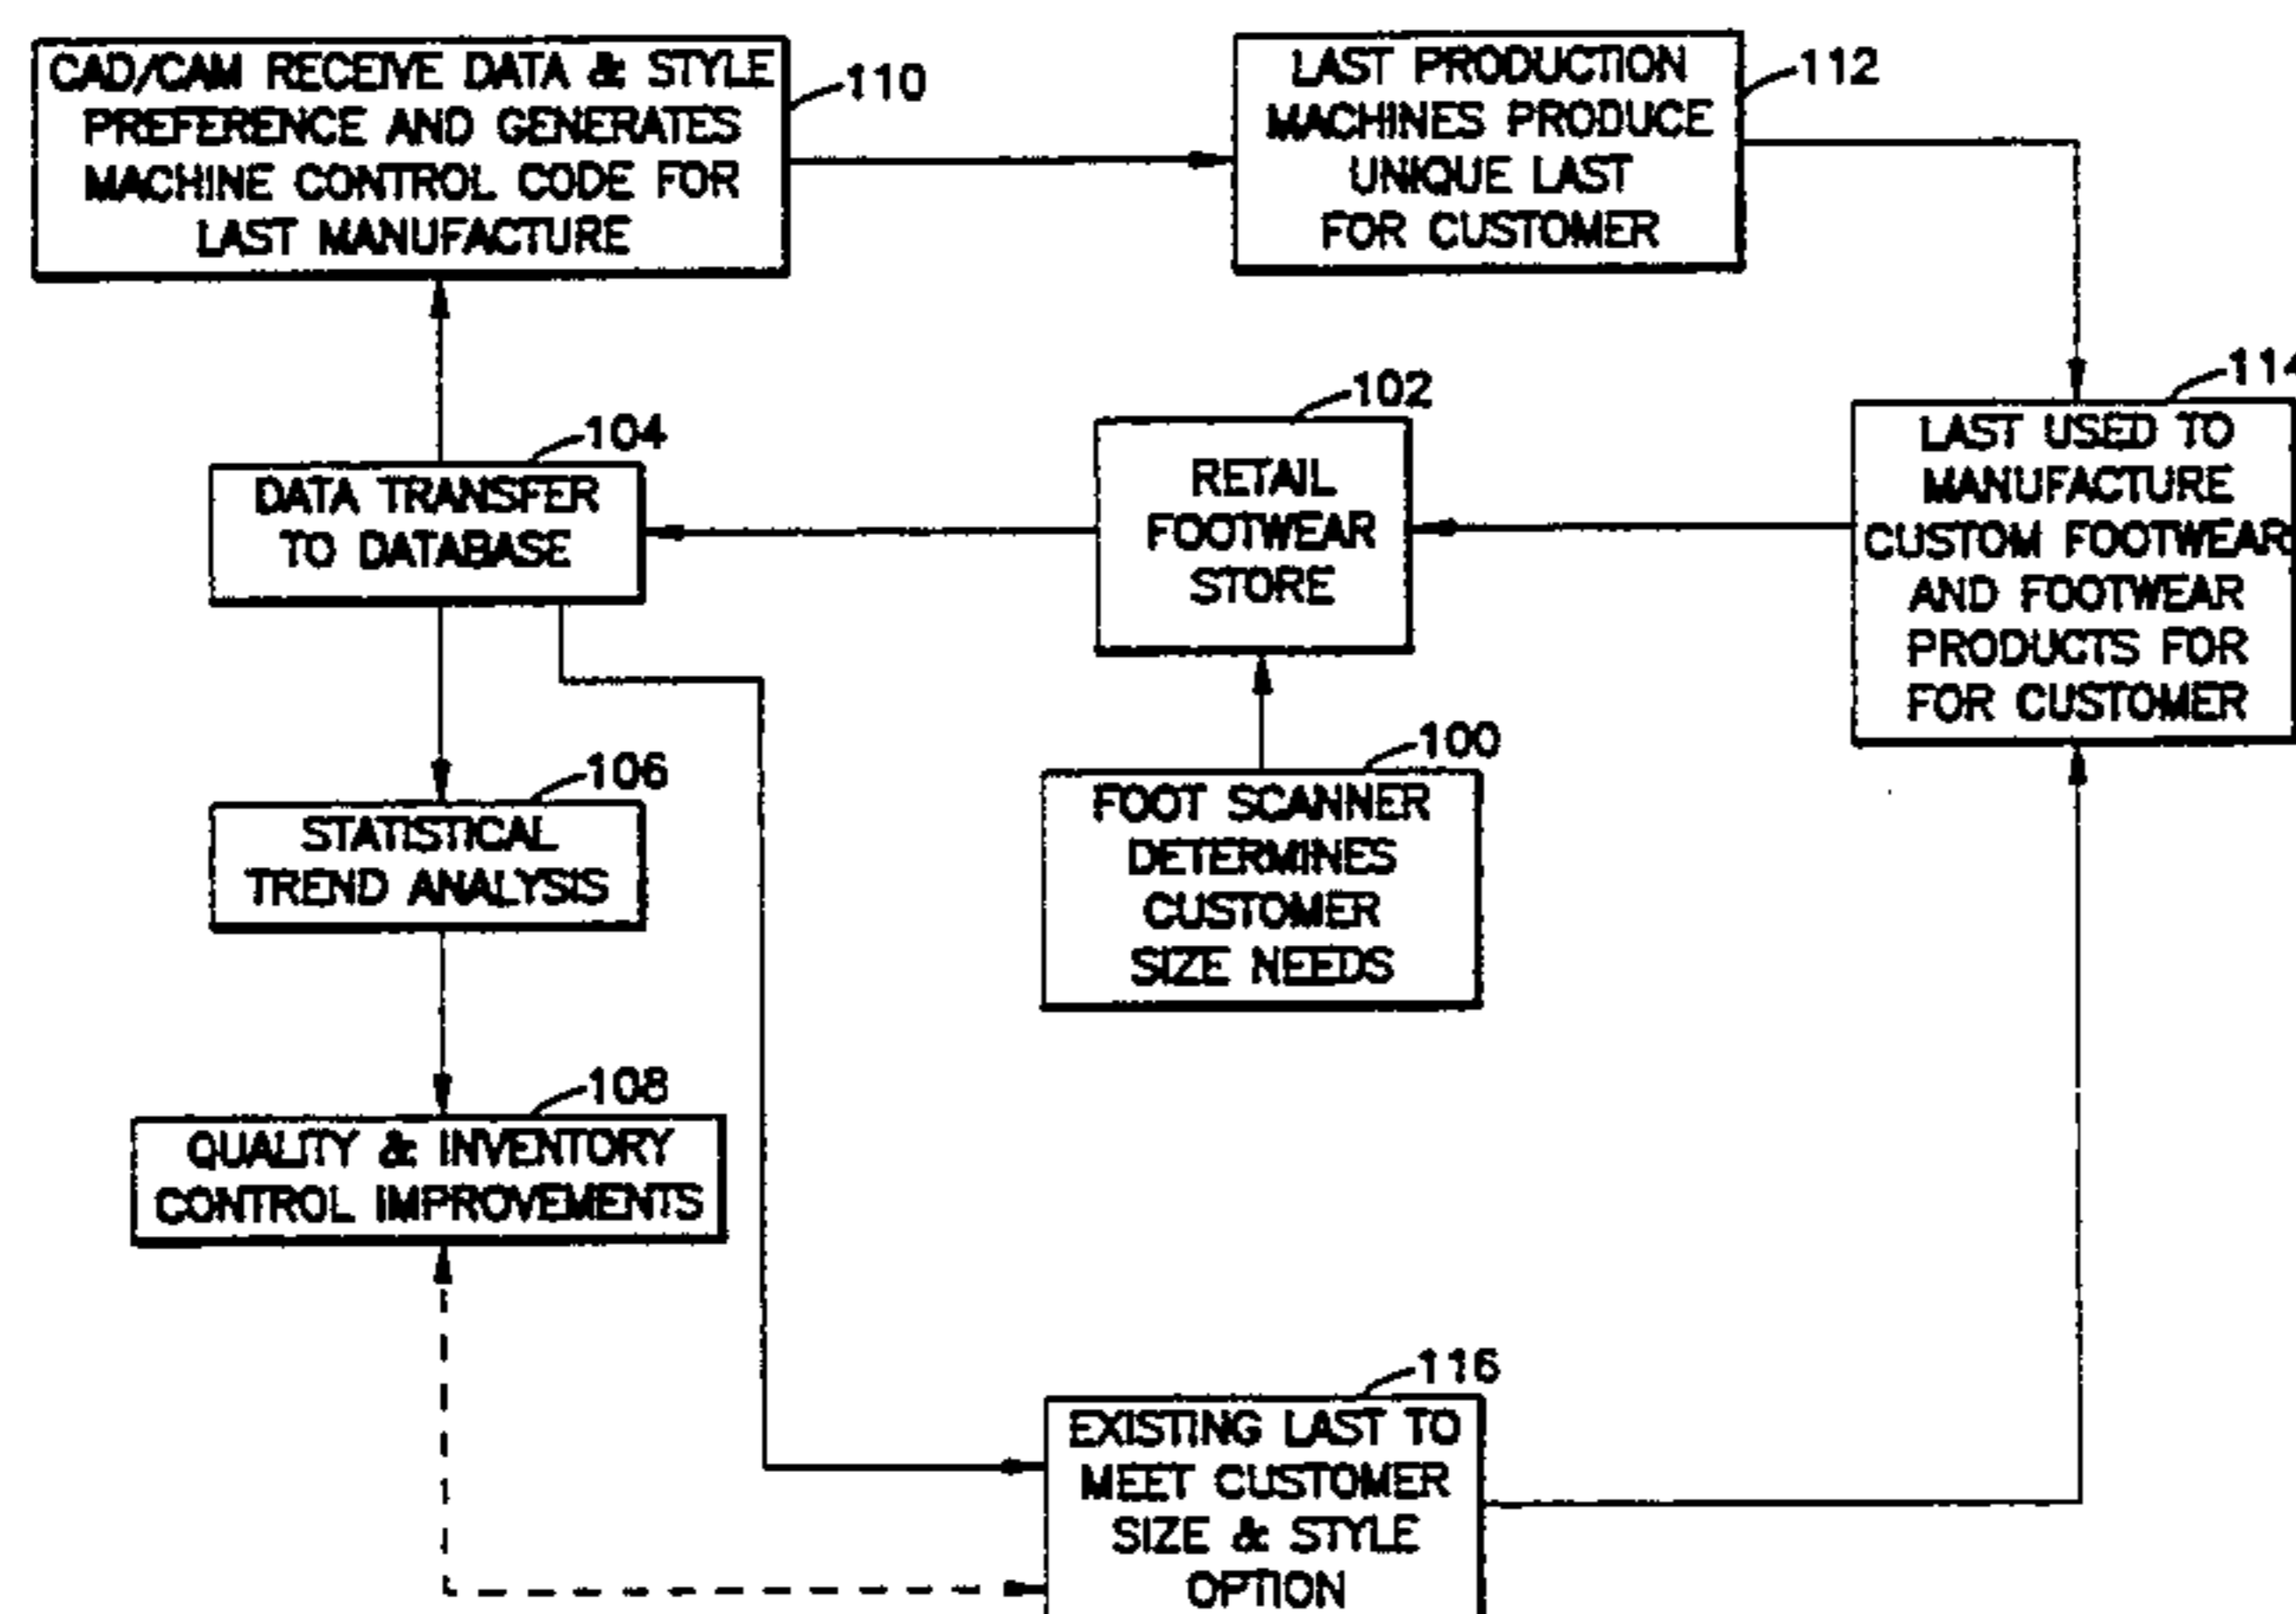 CAD/CAM RECEIVE DATA & STYLE
PREFERENCE AND GENERATES
MACHINE CONTROL CODE FOR
LAST MANUFACTURE
110
LAST PRODUCTION
MACHINES PRODUCE
UNIQUE LAST
FOR CUSTOMER
112
104
DATA TRANSFER
TO DATABASE
102
RETAIL
FOOTWEAR
STORE
114
LAST USED TO
MANUFACTURE
CUSTOM FOOTWEAR
AND FOOTWEAR
PRODUCTS FOR
FOR CUSTOMER
106
STATISTICAL
TREND ANALYSIS
100
FOOT SCANNER
DETERMINES
CUSTOMER
SIZE NEEDS
108
QUALITY & INVENTORY
CONTROL IMPROVEMENTS
116
EXISTING LAST TO
MEET CUSTOMER
SIZE & STYLE
OPTION